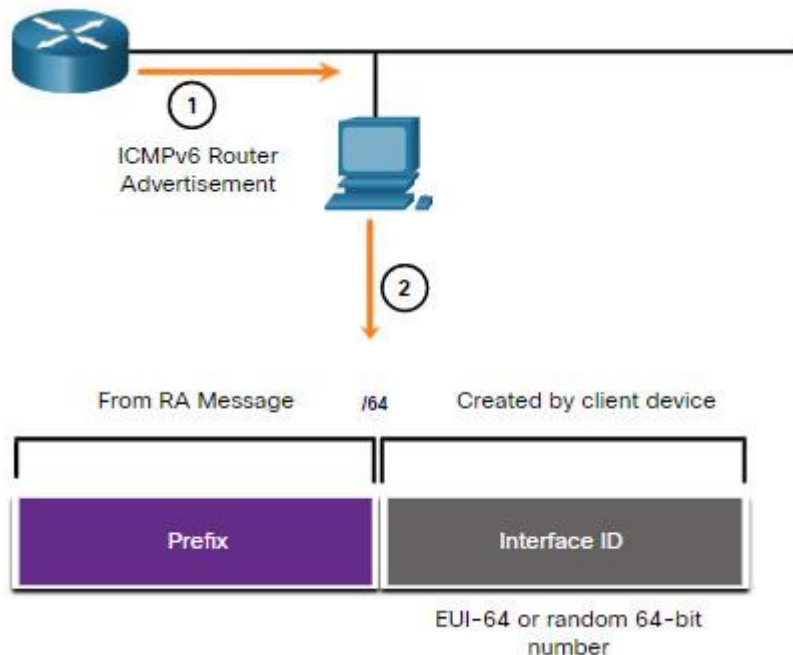 1
ICMPv6 Router
Advertisement
2
From RA Message /64 Created by client device
Prefix Interface ID
EUI-64 or random 64-bit
number